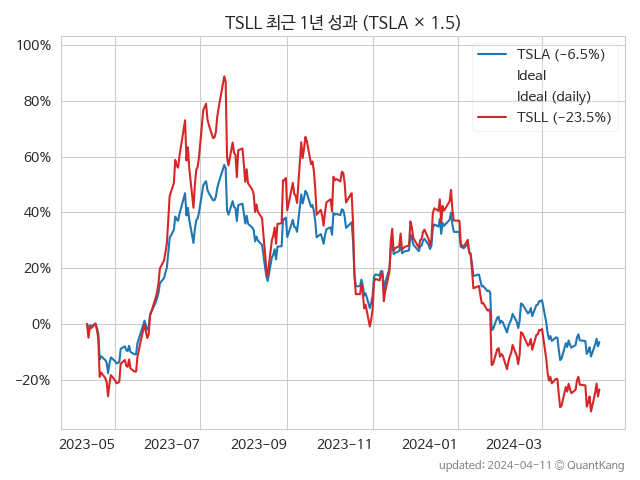 TSLL 최근 1년 성과 (TSLA × 1.5)
TSLA (−6.5%)
Ideal
Ideal (daily)
TSLL (−23.5%)
100%
80%
60%
40%
20%
0%
−20%
2023-05 2023-07 2023-09 2023-11 2024-01 2024-03
updated: 2024-04-11 © QuantKang